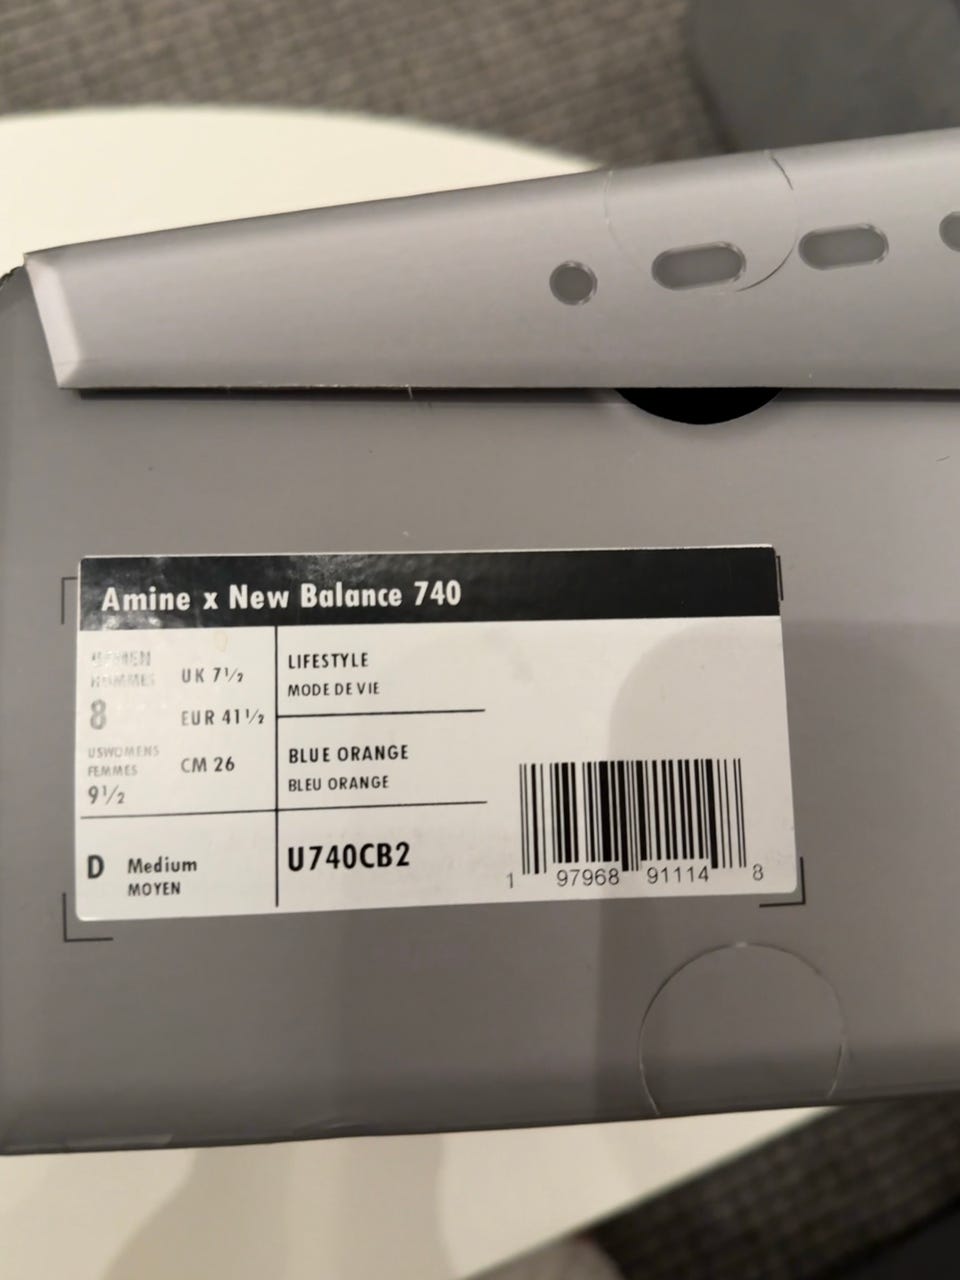 Amine x New Balance 740
HOMMES
8
USWOMENS
FEMMES
9½
UK 7½
EUR 41½
CM 26
LIFESTYLE
MODE DE VIE
BLUE ORANGE
BLEU ORANGE
D Medium
MOYEN
U740CB2
1 97968 91114 8